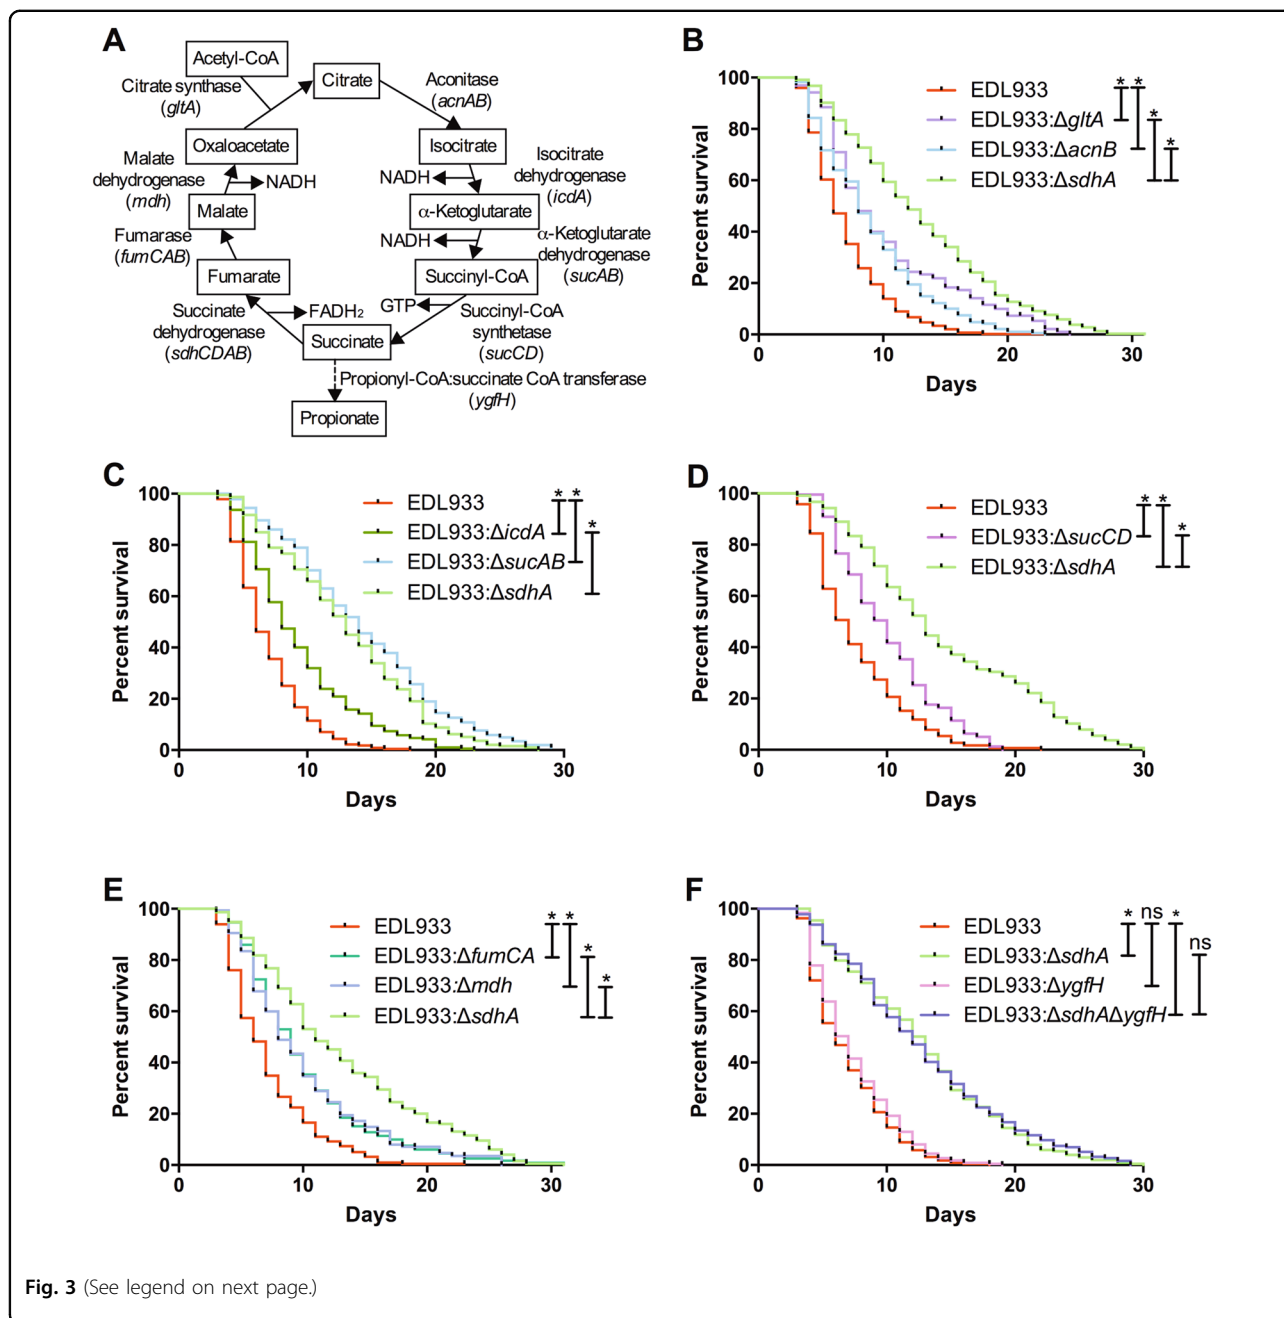 A
Acetyl-CoA
Citrate synthase
(gltA)
Citrate
Aconitase
(acnAB)
Oxaloacetate
Isocitrate
Malate
dehydrogenase
(mdh)
NADH
NADH
Isocitrate
dehydrogenase
(icdA)
Malate
α-Ketoglutarate
Fumarase
(fumCAB)
NADH
α-Ketoglutarate
dehydrogenase
(sucAB)
Fumarate
Succinyl-CoA
Succinate
dehydrogenase
(sdhCDAB)
FADH2
GTP
Succinyl-CoA
synthetase
(sucCD)
Succinate
Propionyl-CoA:succinate CoA transferase
(ygfH)
Propionate
B
Percent survival
100
80
60
40
20
0
0 10 20 30
Days
EDL933
EDL933:ΔgltA
EDL933:ΔacnB
EDL933:ΔsdhA
* *
*
*
C
Percent survival
100
80
60
40
20
0
0 10 20 30
Days
EDL933
EDL933:ΔicdA
EDL933:ΔsucAB
EDL933:ΔsdhA
* *
*
D
Percent survival
100
80
60
40
20
0
0 10 20 30
Days
EDL933
EDL933:ΔsucCD
EDL933:ΔsdhA
* *
*
E
Percent survival
100
80
60
40
20
0
0 10 20 30
Days
EDL933
EDL933:ΔfumCA
EDL933:Δmdh
EDL933:ΔsdhA
* *
*
*
F
Percent survival
100
80
60
40
20
0
0 10 20 30
Days
EDL933
EDL933:ΔsdhA
EDL933:ΔygfH
EDL933:ΔsdhAΔygfH
* ns *
ns
Fig. 3 (See legend on next page.)